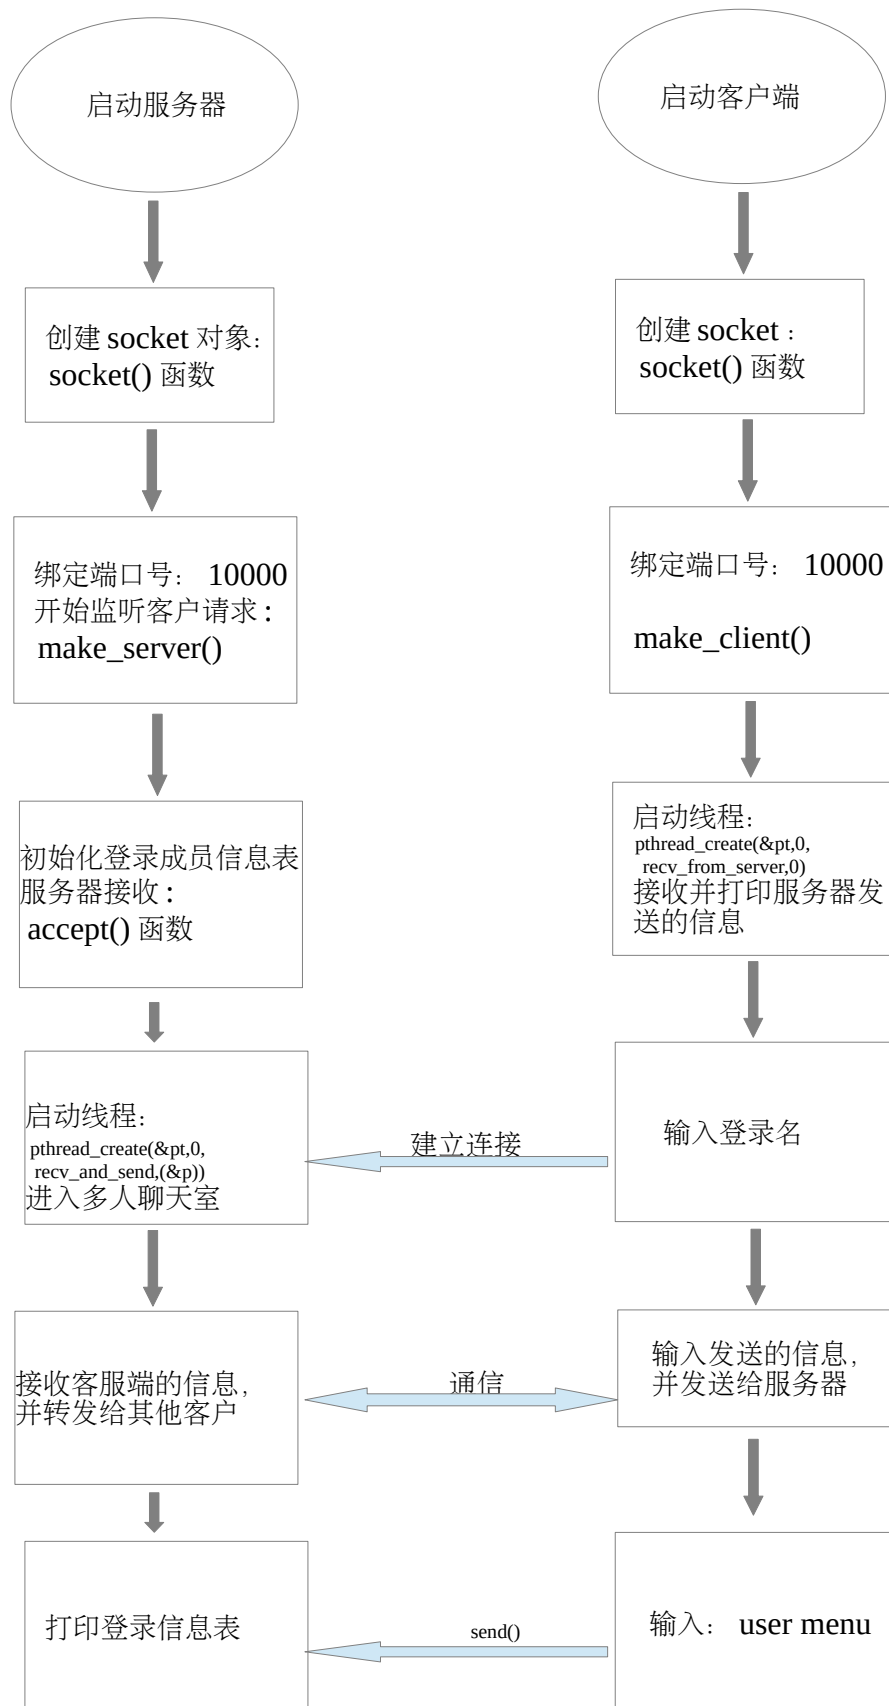 启动服务器
启动客户端
创建 socket 对象：
socket() 函数
创建 socket：
socket() 函数
绑定端口号： 10000
开始监听客户请求：
make_server()
绑定端口号： 10000
make_client()
初始化登录成员信息表
服务器接收：
accept() 函数
启动线程：
pthread_create(&pt,0,
recv_from_server,0)
接收并打印服务器发
送的信息
启动线程：
pthread_create(&pt,0,
recv_and_send,(&p))
进入多人聊天室
建立连接
输入登录名
接收客服端的信息，
并转发给其他客户
通信
输入发送的信息，
并发送给服务器
打印登录信息表
send()
输入： user menu